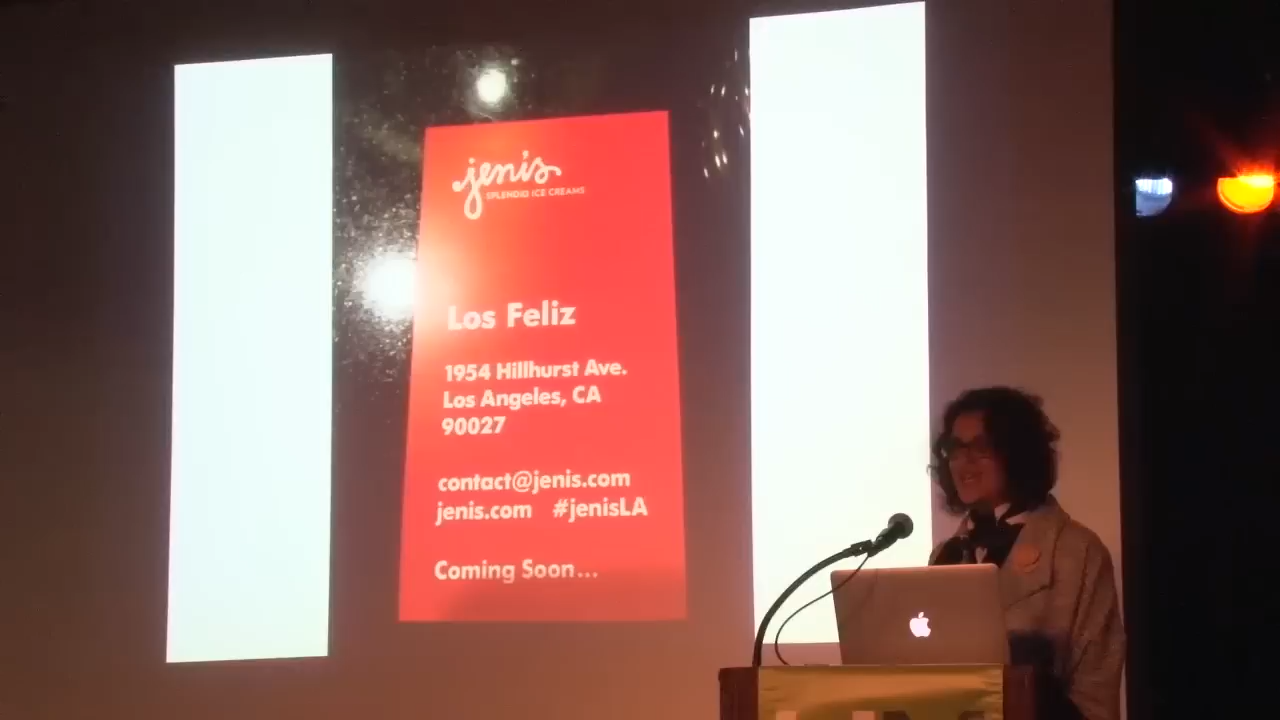 jenis
SPLENDID ICE CREAMS
Los Feliz
1954 Hillhurst Ave.
Los Angeles, CA
90027
contact@jenis.com
jenis.com #jenisLA
Coming Soon...